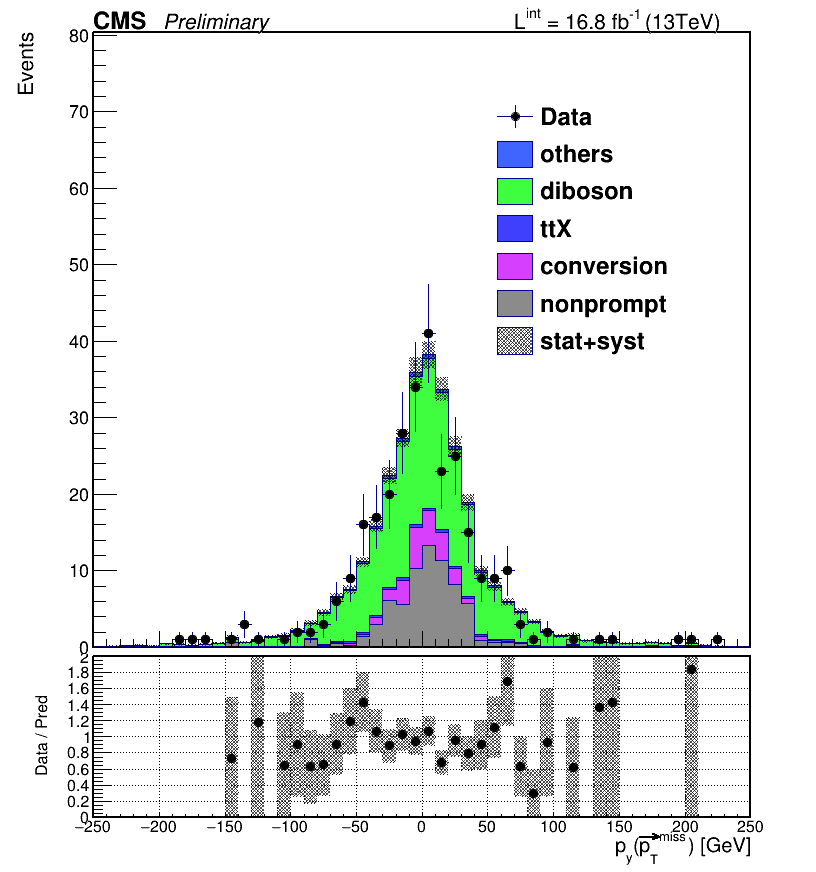 CMS Preliminary L^int = 16.8 fb⁻¹ (13TeV)
Events
80
70
60
50
40
30
20
10
0
Data
others
diboson
ttX
conversion
nonprompt
stat+syst
Data / Pred
2
1.8
1.6
1.4
1.2
1
0.8
0.6
0.4
0.2
0
−250 −200 −150 −100 −50 0 50 100 150 200 250
p_y(p_T^miss) [GeV]